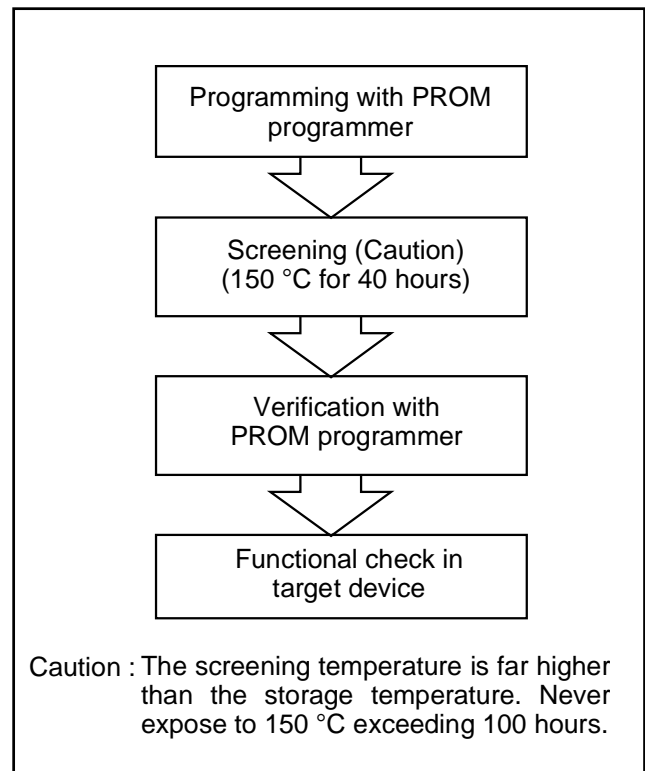 Programming with PROM
programmer
Screening (Caution)
(150 °C for 40 hours)
Verification with
PROM programmer
Functional check in
target device
Caution : The screening temperature is far higher
than the storage temperature. Never
expose to 150 °C exceeding 100 hours.